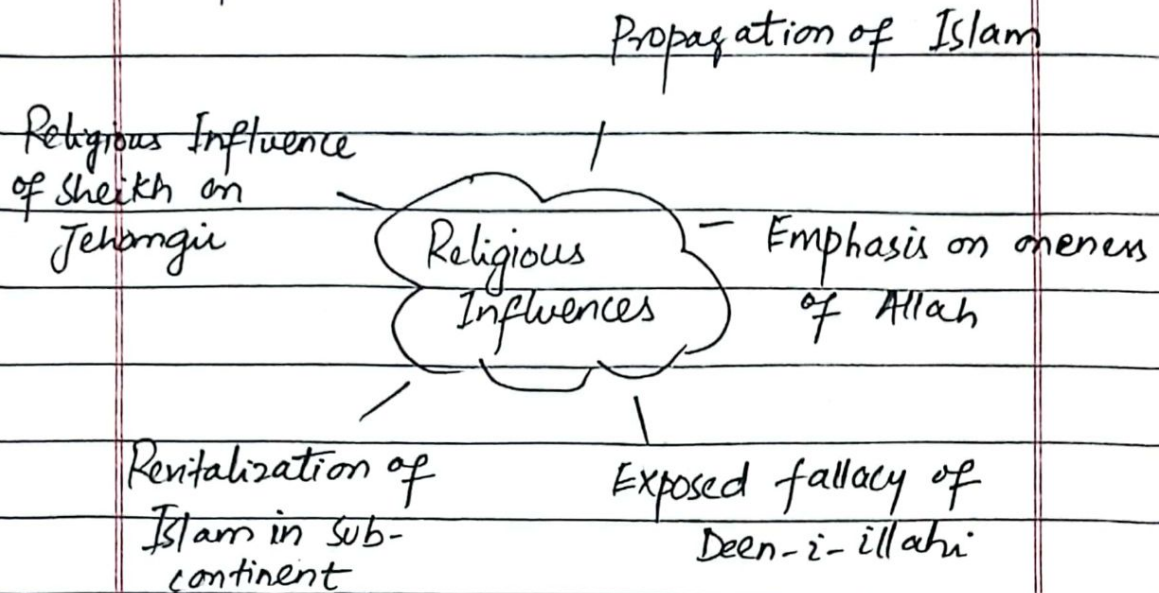 Propagation of Islam
Religious Influence
of Sheikh on
Jehangir
Religious
Influences
Emphasis on oneness
of Allah
Revitalization of
Islam in sub-
continent
Exposed fallacy of
Deen-i-illahi